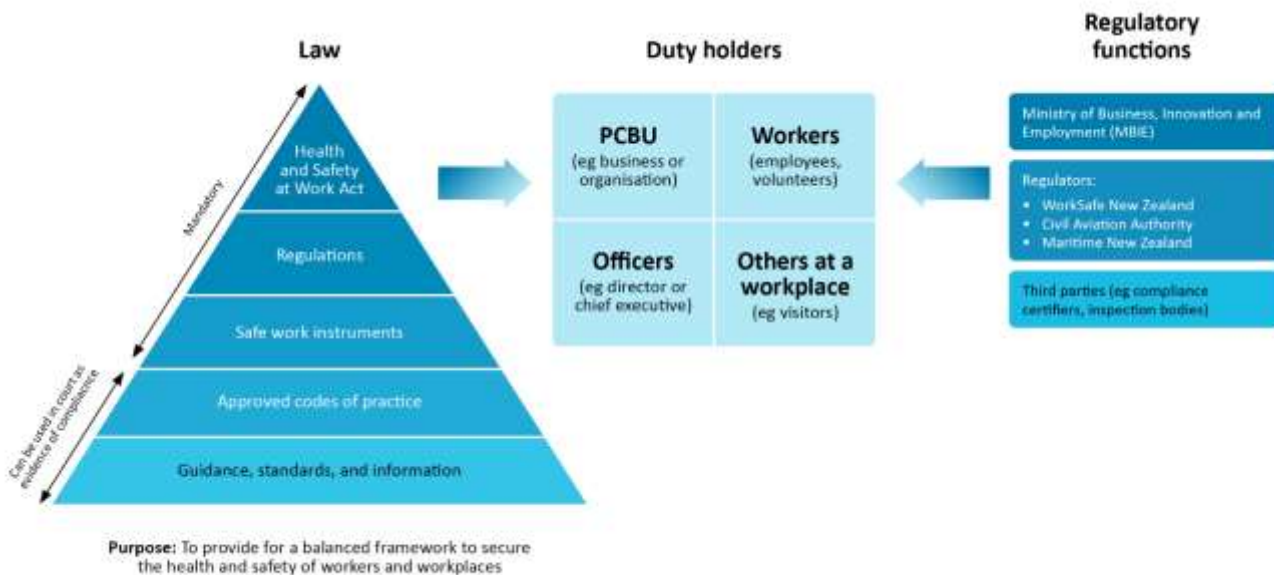 Law
Duty holders
Regulatory
functions
Mandatory
Can be used in court as
evidence of compliacnce
Health
and Safety
at Work Act
Regulations
Safe work instruments
Approved codes of practice
Guidance, standards, and information
Purpose: To provide for a balanced framework to secure
the health and safety of workers and workplaces
PCBU
(eg business or
organisation)
Workers
(employees,
volunteers)
Officers
(eg director or
chief executive)
Others at a
workplace
(eg visitors)
Ministry of Business, Innovation and
Employment (MBIE)
Regulators:
• WorkSafe New Zealand
• Civil Aviation Authority
• Maritime New Zealand
Third parties (eg compliance
certifiers, inspection bodies)